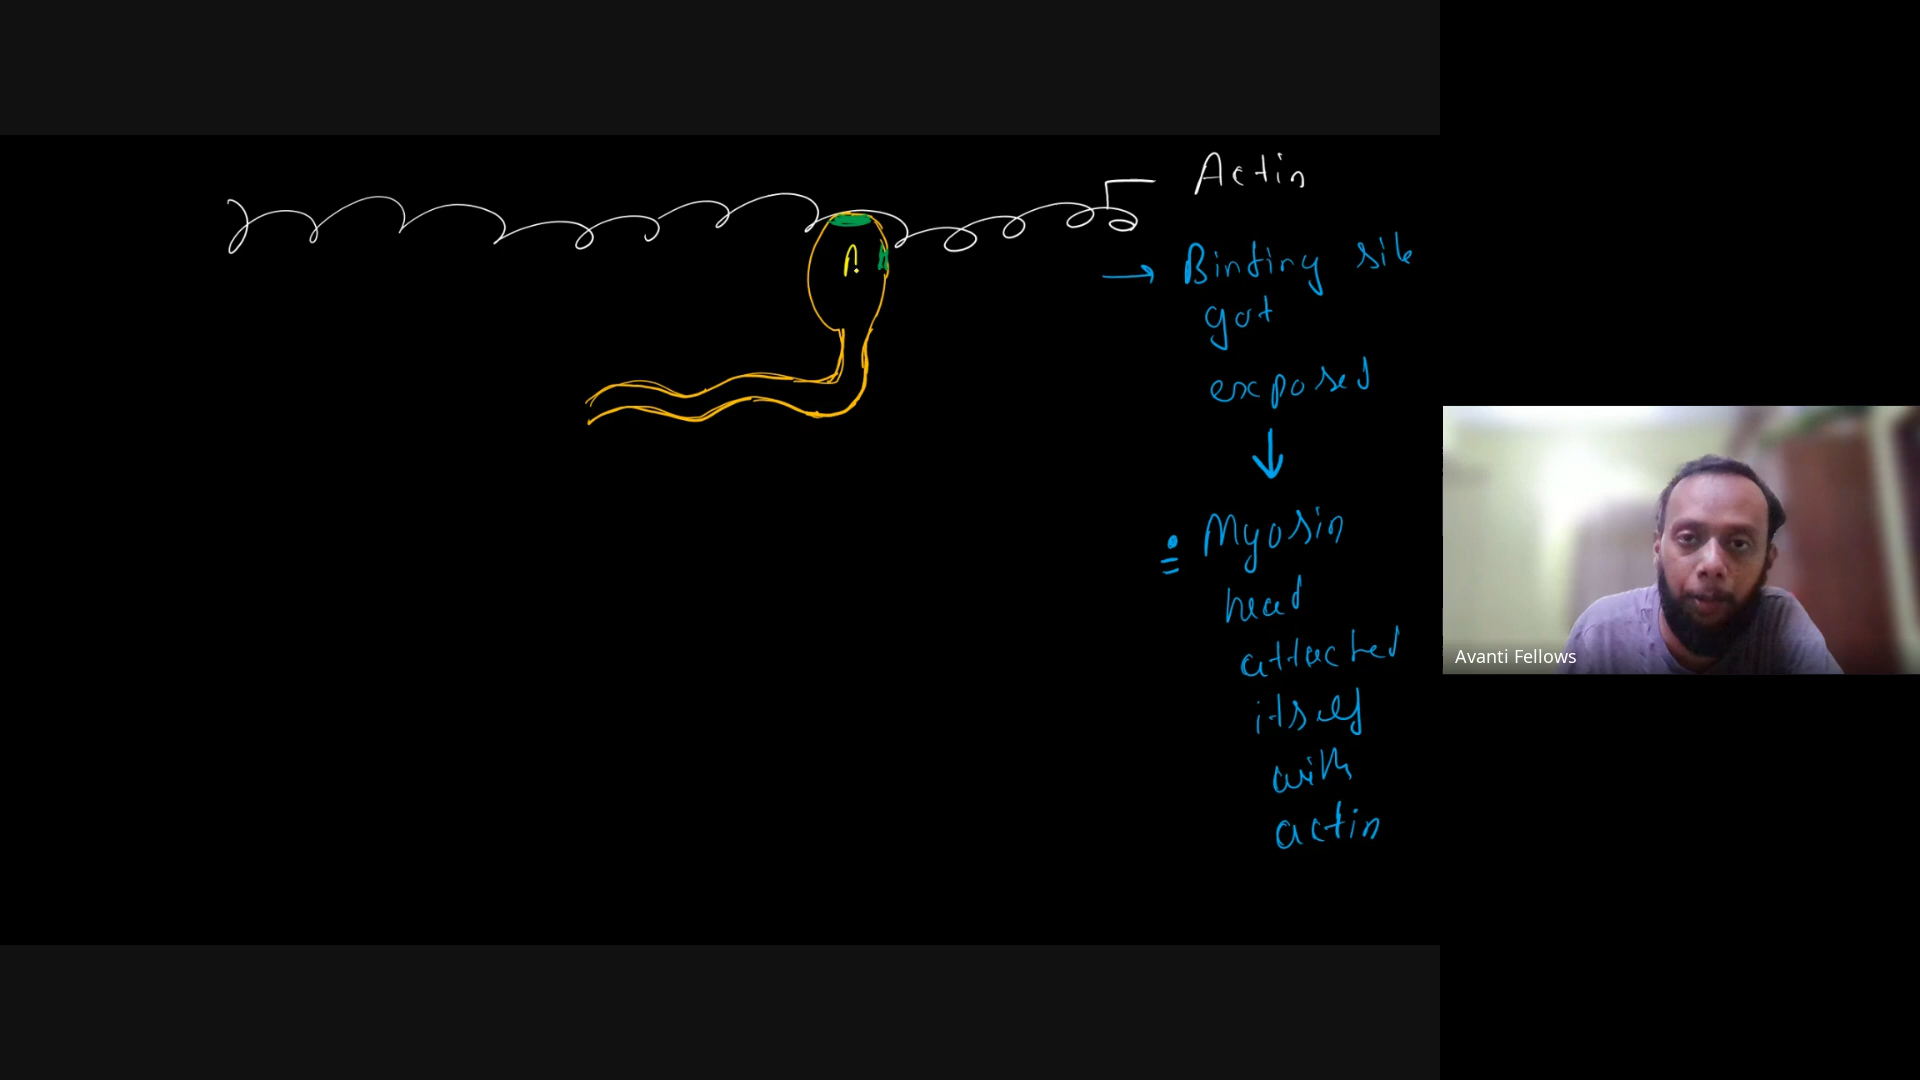 Actin
→ Binding site
got
exposed
↓
Myosin
head
attached
itself
with
actin
Avanti Fellows